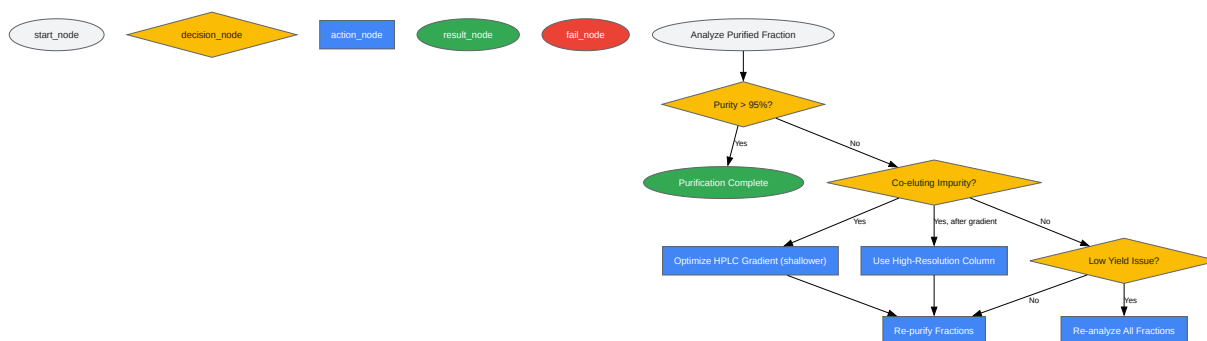 start_node
decision_node
action_node
result_node
fail_node
Analyze Purified Fraction
Purity > 95%?
Yes
No
Purification Complete
Co-eluting Impurity?
Yes
Yes, after gradient
No
Optimize HPLC Gradient (shallower)
Use High-Resolution Column
Low Yield Issue?
No
Yes
Re-purify Fractions
Re-analyze All Fractions